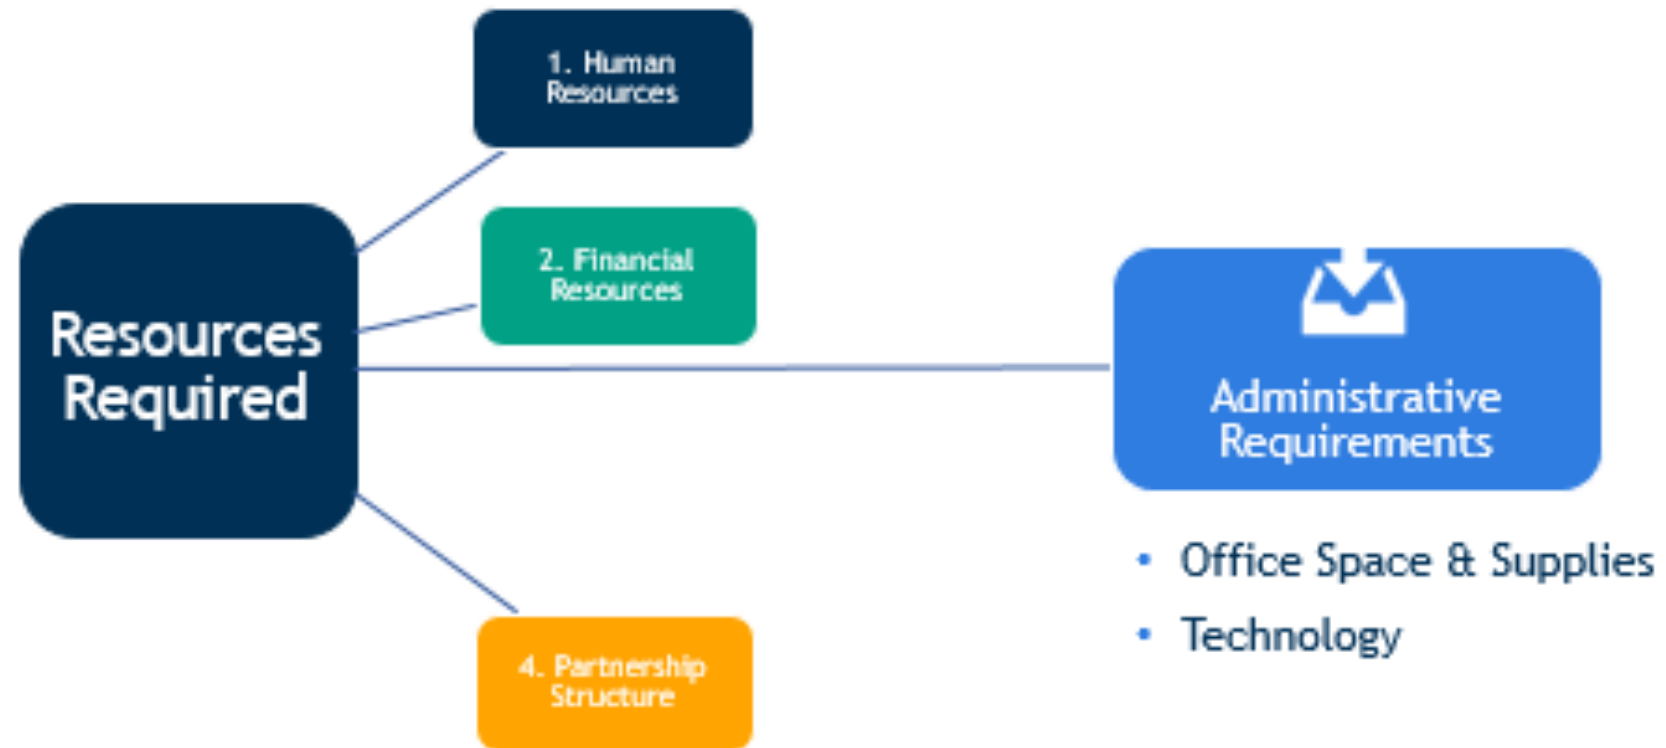 1. Human
Resources
2. Financial
Resources
Resources
Required
Administrative
Requirements
• Office Space & Supplies
• Technology
4. Partnership
Structure